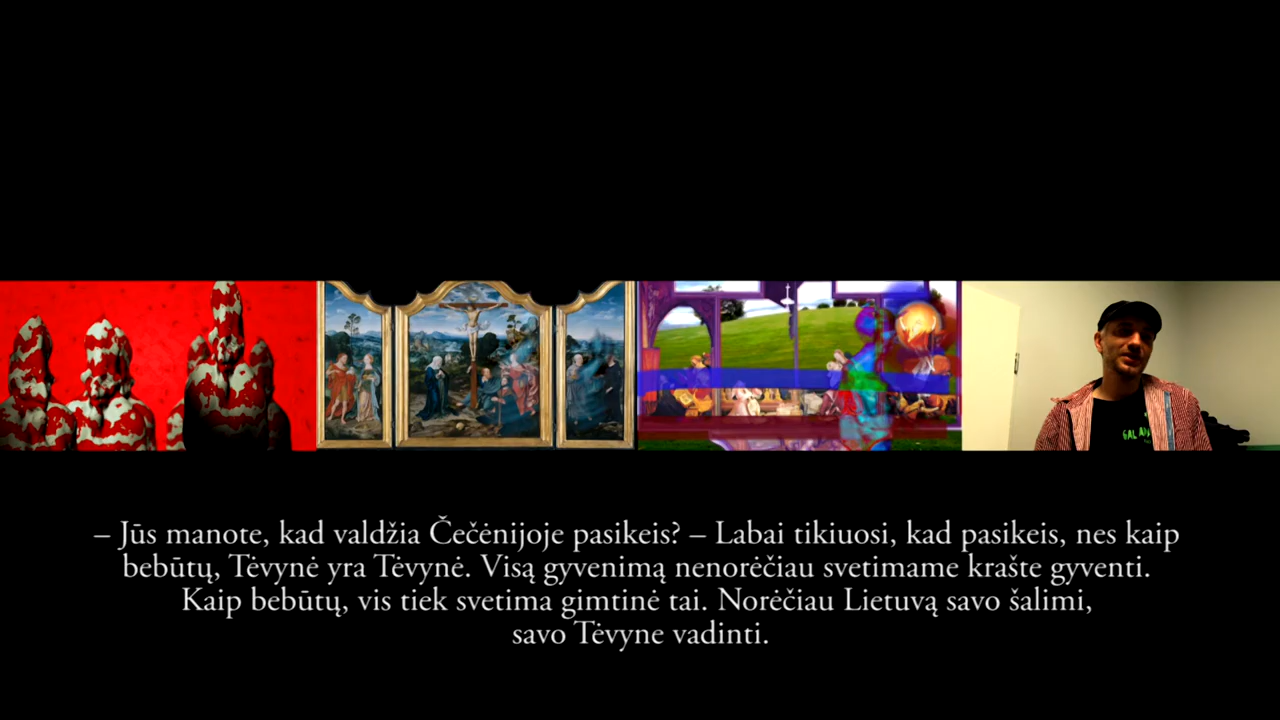 – Jūs manote, kad valdžia Čečėnijoje pasikeis? – Labai tikiuosi, kad pasikeis, nes kaip
bebūtų, Tėvynė yra Tėvynė. Visą gyvenimą nenorėčiau svetimame krašte gyventi.
Kaip bebūtų, vis tiek svetima gimtinė tai. Norėčiau Lietuvą savo šalimi,
savo Tėvyne vadinti.